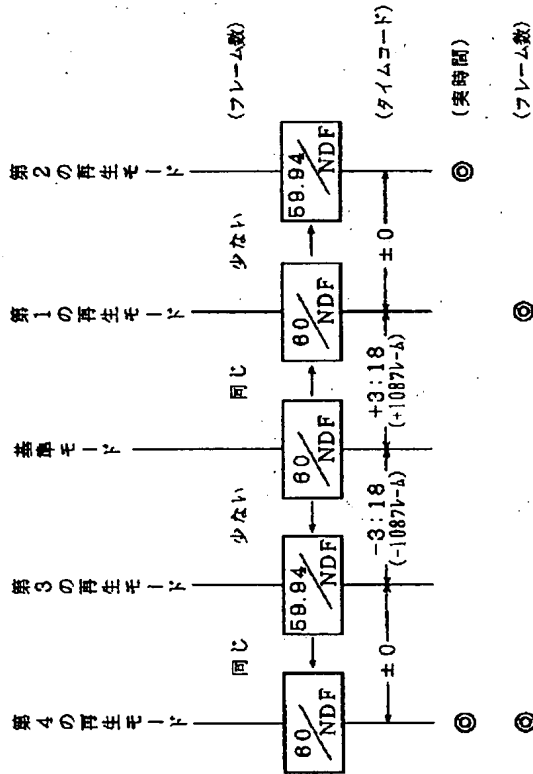 第4の再生モード
第3の再生モード
基準モード
第1の再生モード
第2の再生モード
同じ
少ない
同じ
少ない
(フレーム数)
60/NDF
59.94/NDF
60/NDF
60/NDF
59.94/NDF
±0
-3:18
(-108フレーム)
+3:18
(+108フレーム)
±0
(タイムコード)
◎
◎
(実時間)
◎
◎
(フレーム数)